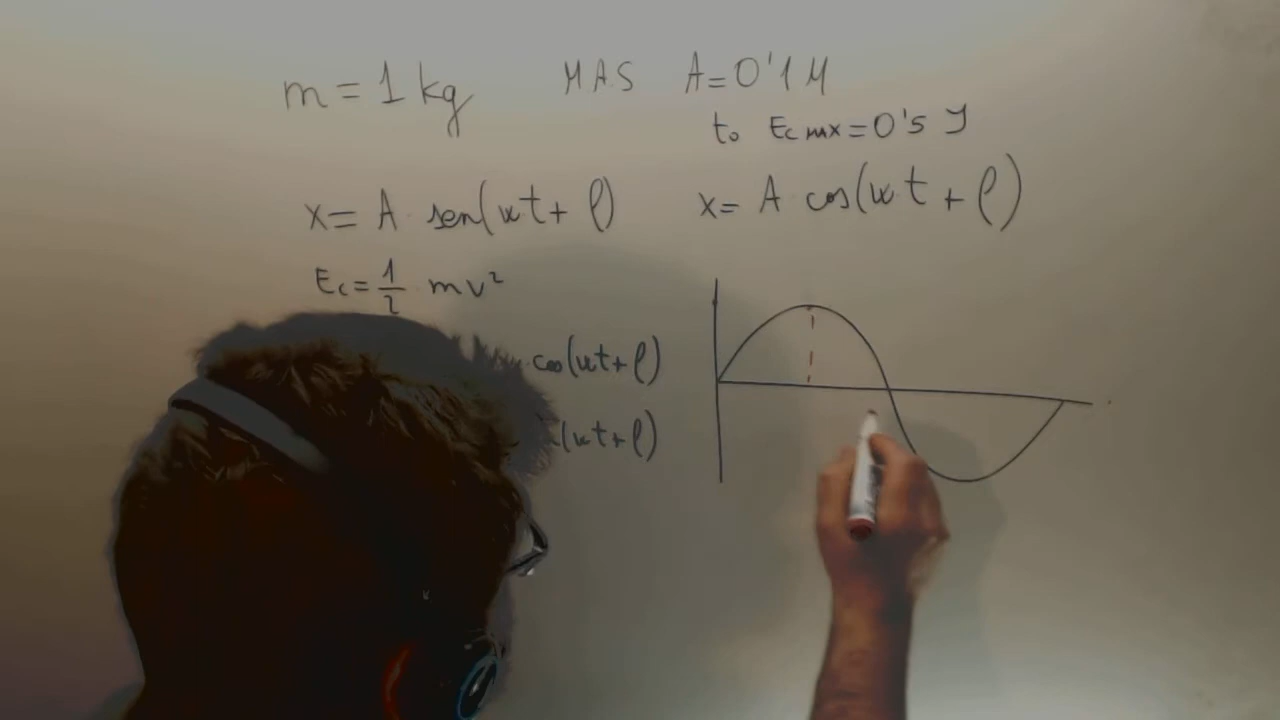 m = 1 kg MAS A = 0'1 M
to Ec max = 0'5 J
x = A · sen(wt + φ) x = A · cos(wt + φ)
Ec = 1/2 mv²
· cos(wt + φ)
(wt + φ)